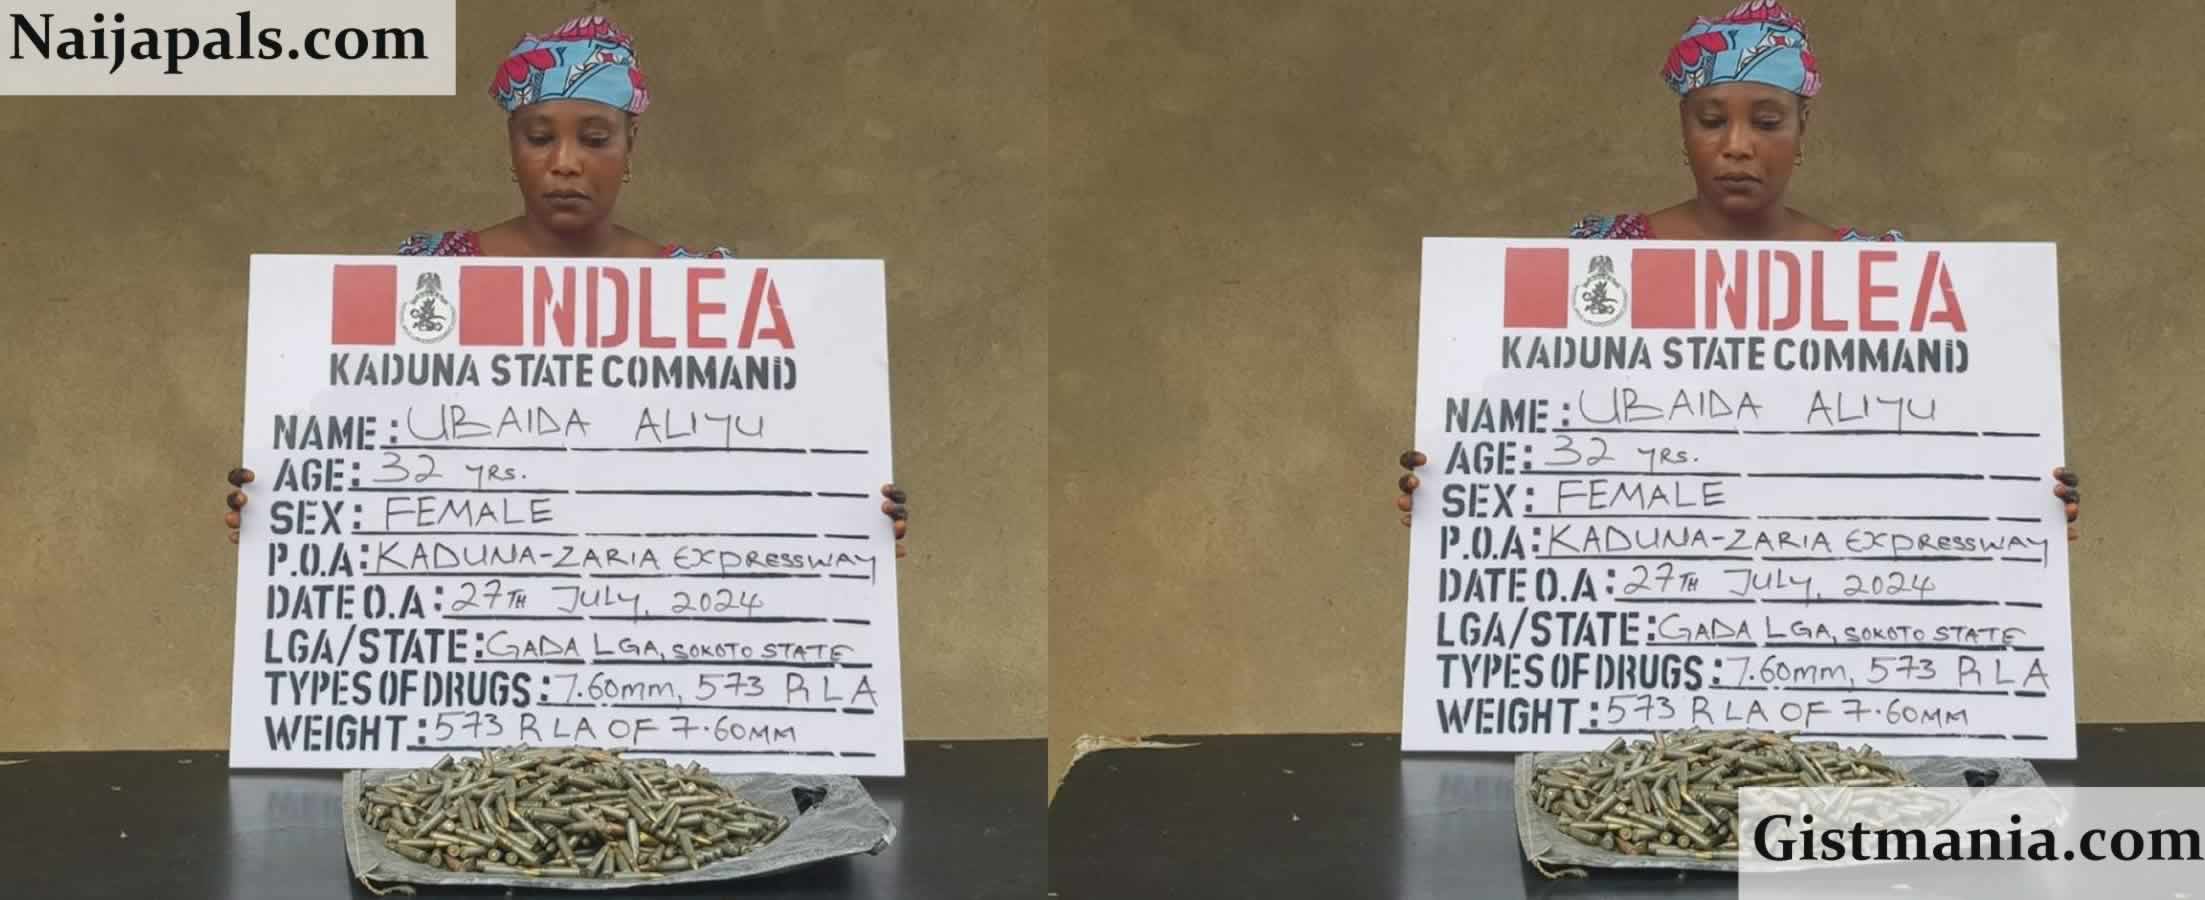 Naijapals.com
NDLEA
KADUNA STATE COMMAND
NAME: UBAIDA ALIYU
AGE: 32 YRS.
SEX: FEMALE
P.O.A: KADUNA-ZARIA EXPRESSWAY
DATE O.A: 27TH JULY, 2024
LGA/STATE: GADA LGA, SOKOTO STATE
TYPES OF DRUGS: 7.60mm, 573 RLA
WEIGHT: 573 RLA OF 7.60MM
NDLEA
KADUNA STATE COMMAND
NAME: UBAIDA ALIYU
AGE: 32 YRS.
SEX: FEMALE
P.O.A: KADUNA-ZARIA EXPRESSWAY
DATE O.A: 27TH JULY, 2024
LGA/STATE: GADA LGA, SOKOTO STATE
TYPES OF DRUGS: 7.60mm, 573 RLA
WEIGHT: 573 RLA OF 7.60MM
Gistmania.com